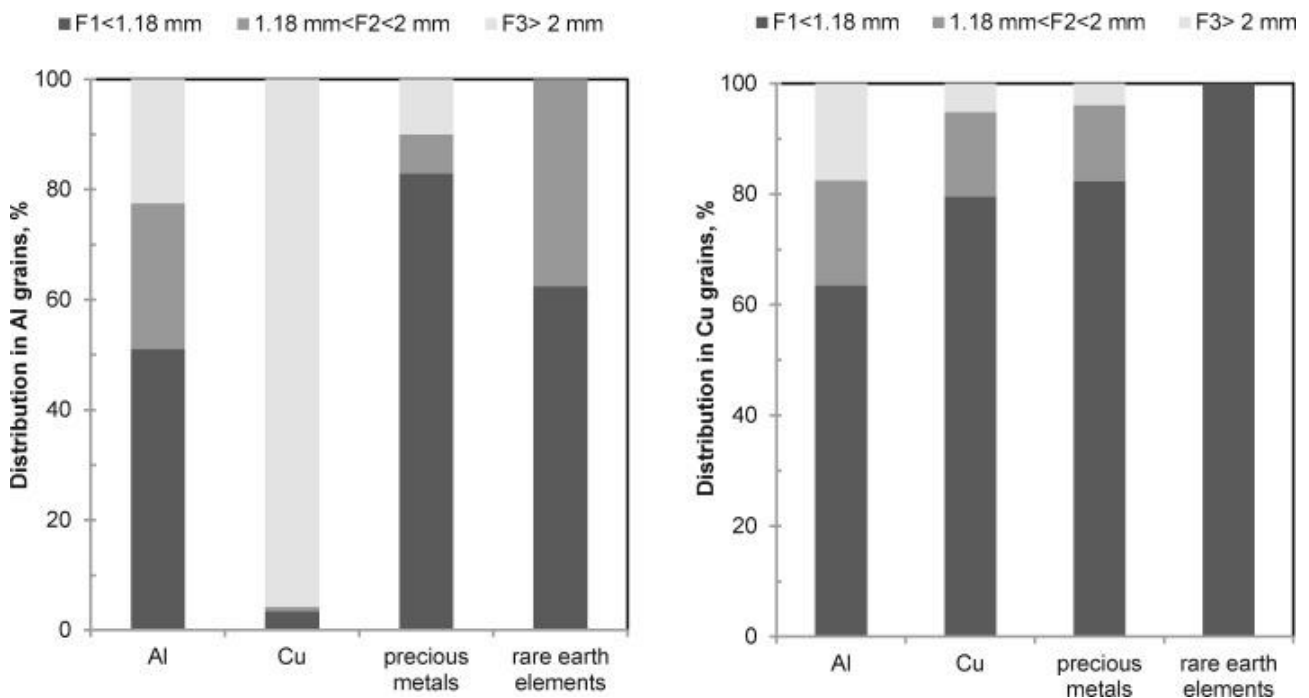 F1<1.18 mm 1.18 mm<F2<2 mm F3> 2 mm
100
80
60
40
20
0
Distribution in Al grains, %
Al Cu precious metals rare earth elements
F1<1.18 mm 1.18 mm<F2<2 mm F3> 2 mm
100
80
60
40
20
0
Distribution in Cu grains, %
Al Cu precious metals rare earth elements